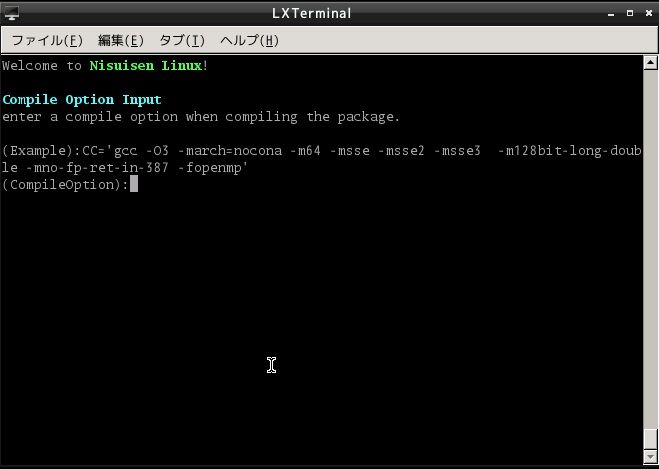 LXTerminal
ファイル(F) 編集(E) タブ(T) ヘルプ(H)
Welcome to Nisuisen Linux!
Compile Option Input
enter a compile option when compiling the package.
(Example):CC='gcc -O3 -march=nocona -m64 -msse -msse2 -msse3  -m128bit-long-doub
le -mno-fp-ret-in-387 -fopenmp'
(CompileOption):